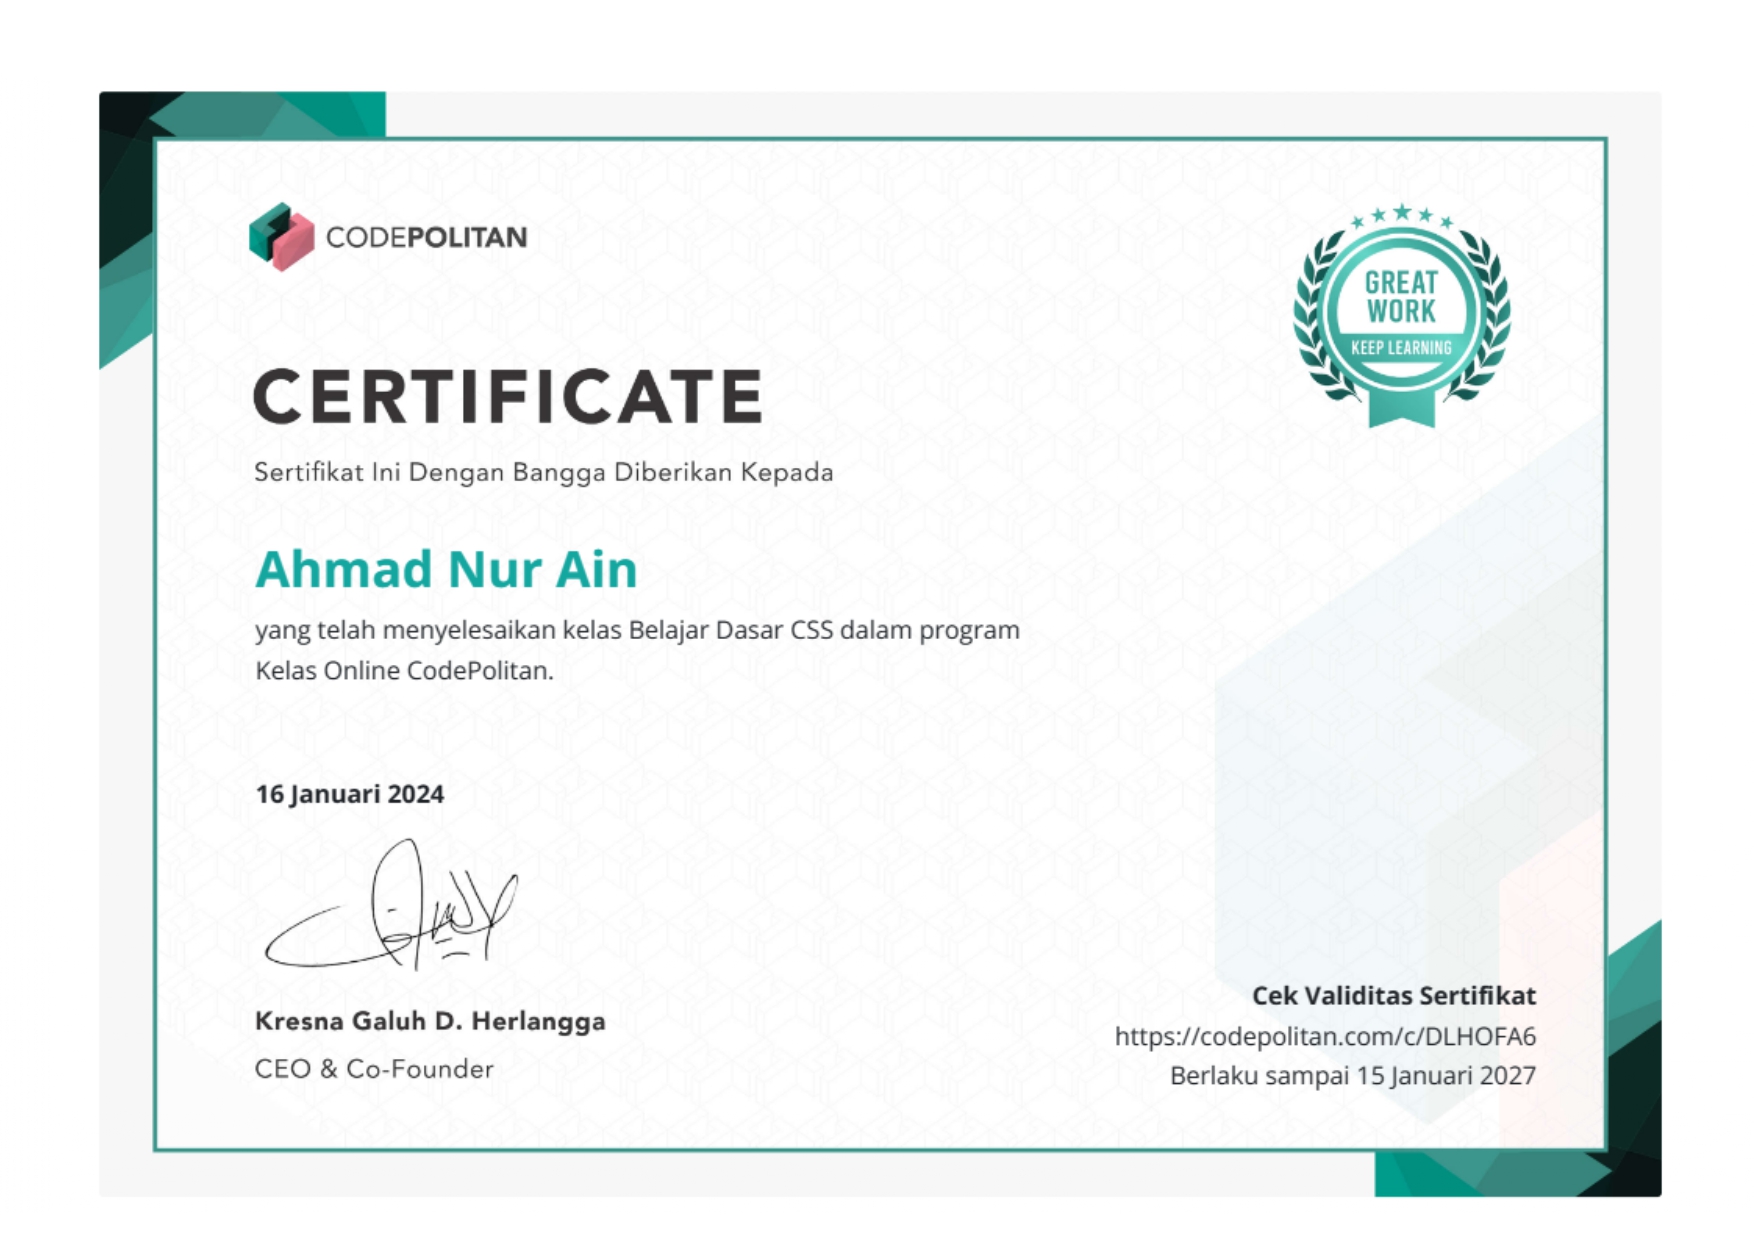 CODEPOLITAN
GREAT
WORK
KEEP LEARNING
CERTIFICATE
Sertifikat Ini Dengan Bangga Diberikan Kepada
Ahmad Nur Ain
yang telah menyelesaikan kelas Belajar Dasar CSS dalam program
Kelas Online CodePolitan.
16 Januari 2024
Kresna Galuh D. Herlangga
CEO & Co-Founder
Cek Validitas Sertifikat
https://codepolitan.com/c/DLHOFA6
Berlaku sampai 15 Januari 2027